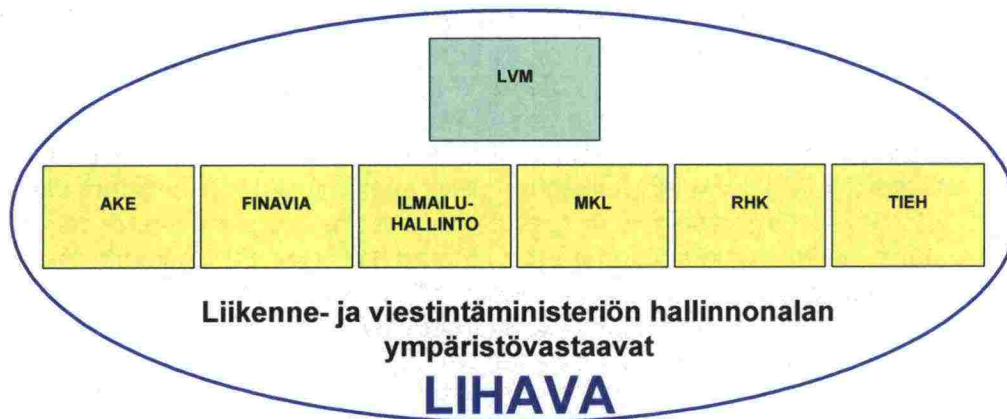 LVM
AKE
FINAVIA
ILMAILU-
HALLINTO
MKL
RHK
TIEH
Liikenne- ja viestintäministeriön hallinnonalan
ympäristövastaavat
LIHAVA